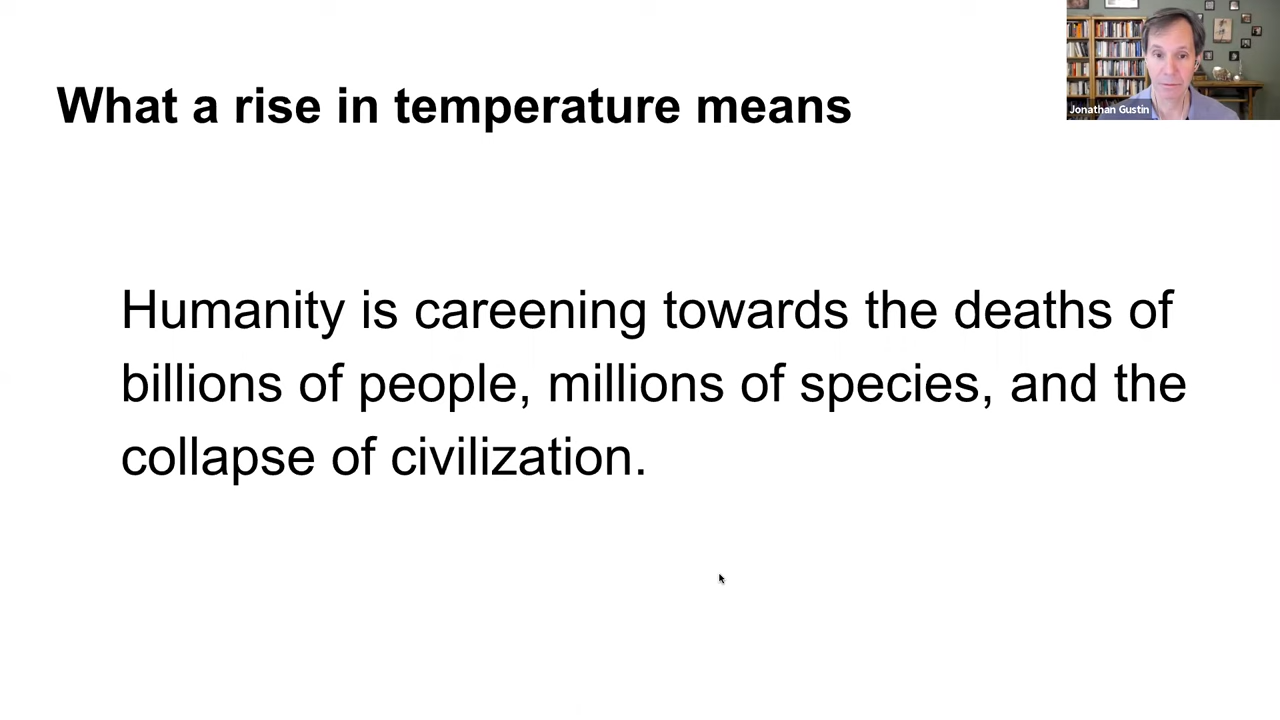 What a rise in temperature means
Jonathan Gustin
Humanity is careening towards the deaths of
billions of people, millions of species, and the
collapse of civilization.